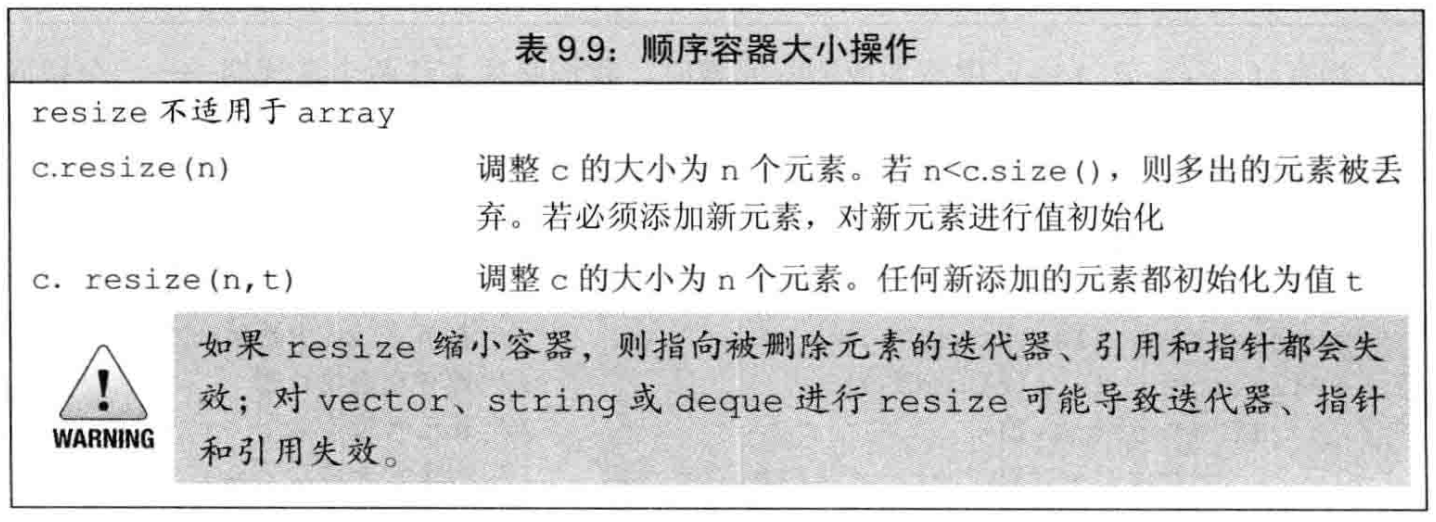 表 9.9：顺序容器大小操作
resize 不适用于 array
c.resize(n) 调整 c 的大小为 n 个元素。若 n<c.size()，则多出的元素被丢
弃。若必须添加新元素，对新元素进行值初始化
c. resize(n,t) 调整 c 的大小为 n 个元素。任何新添加的元素都初始化为值 t
如果 resize 缩小容器，则指向被删除元素的迭代器、引用和指针都会失
效；对 vector、string 或 deque 进行 resize 可能导致迭代器、指针
和引用失效。
!
WARNING